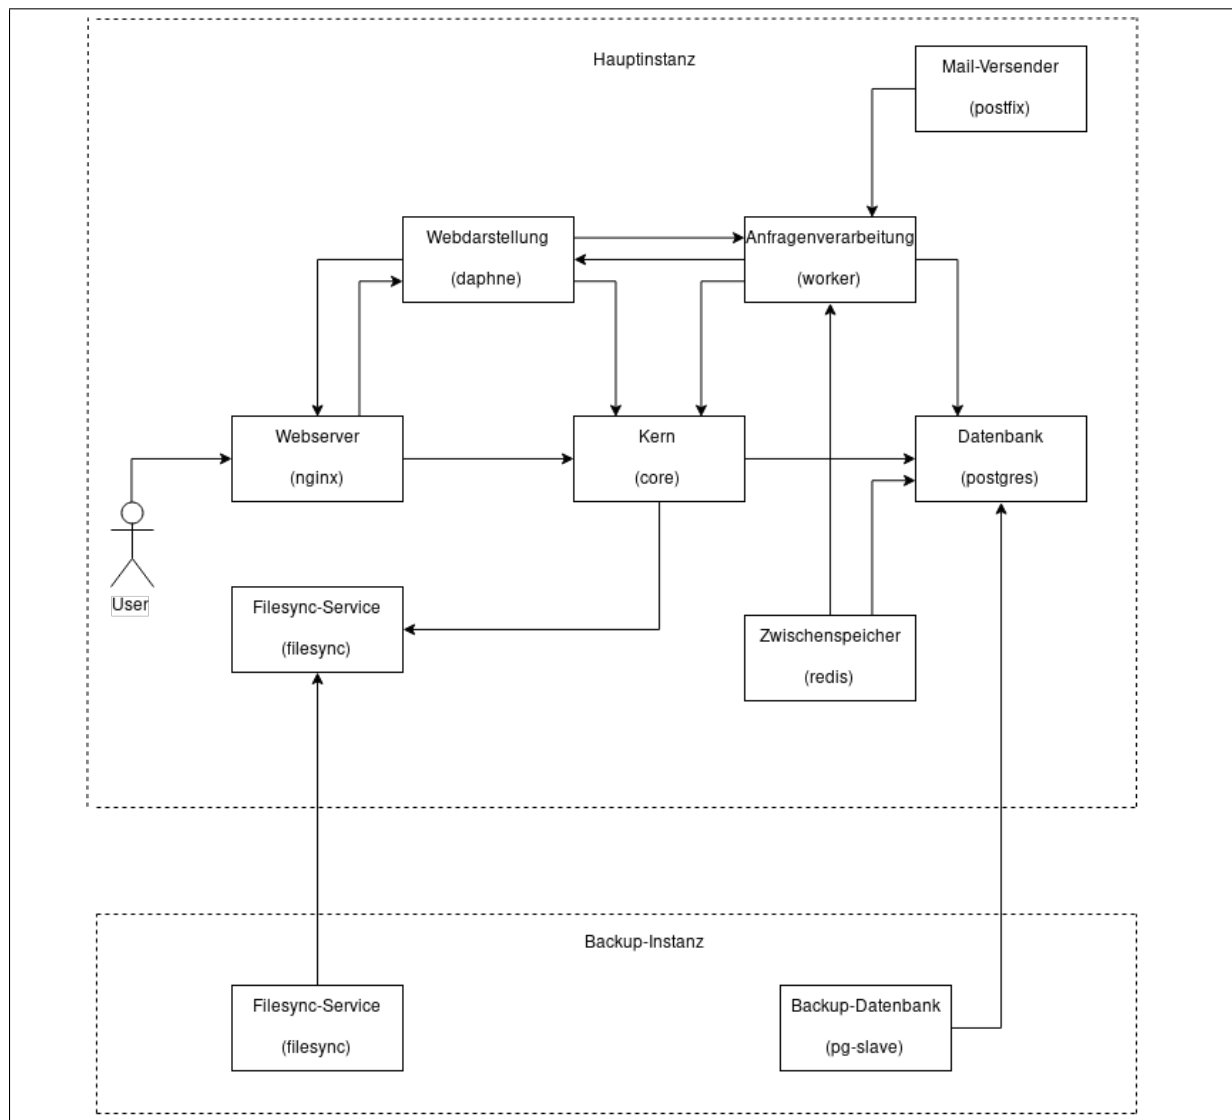 Hauptinstanz
Mail-Versender
(postfix)
Webdarstellung
(daphne)
Anfragenverarbeitung
(worker)
Webserver
(nginx)
Kern
(core)
Datenbank
(postgres)
User
Filesync-Service
(filesync)
Zwischenspeicher
(redis)
Backup-Instanz
Filesync-Service
(filesync)
Backup-Datenbank
(pg-slave)